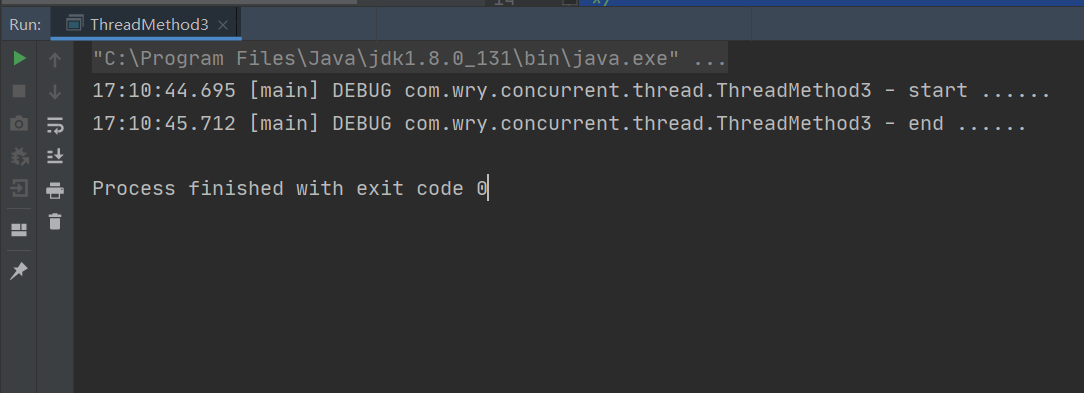 Run: ThreadMethod3
"C:\Program Files\Java\jdk1.8.0_131\bin\java.exe" ...
17:10:44.695 [main] DEBUG com.wry.concurrent.thread.ThreadMethod3 - start ......
17:10:45.712 [main] DEBUG com.wry.concurrent.thread.ThreadMethod3 - end ......
Process finished with exit code 0